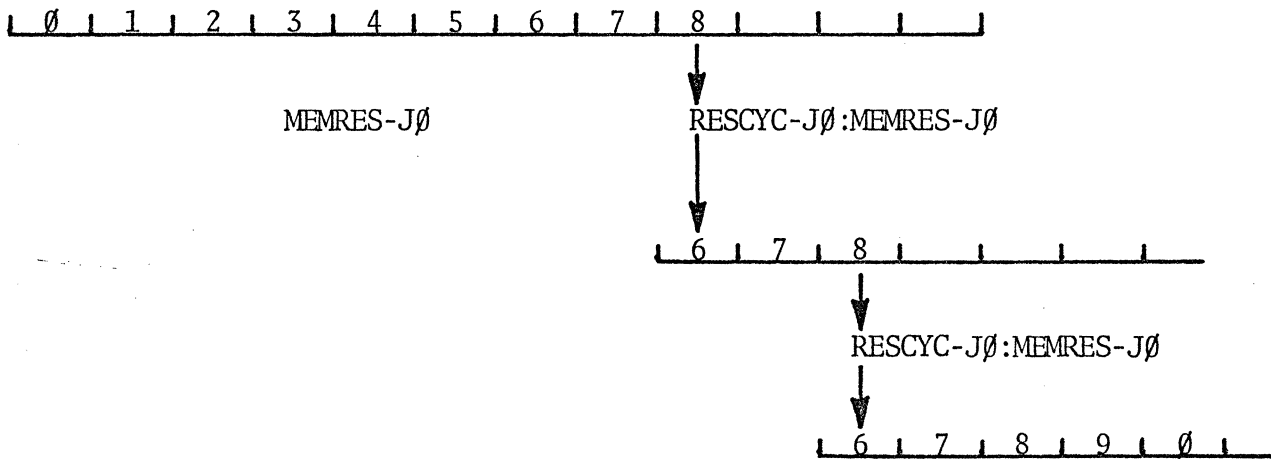 Ø 1 2 3 4 5 6 7 8
MEMRES-JØ RESCYC-JØ:MEMRES-JØ
6 7 8
RESCYC-JØ:MEMRES-JØ
6 7 8 9 Ø